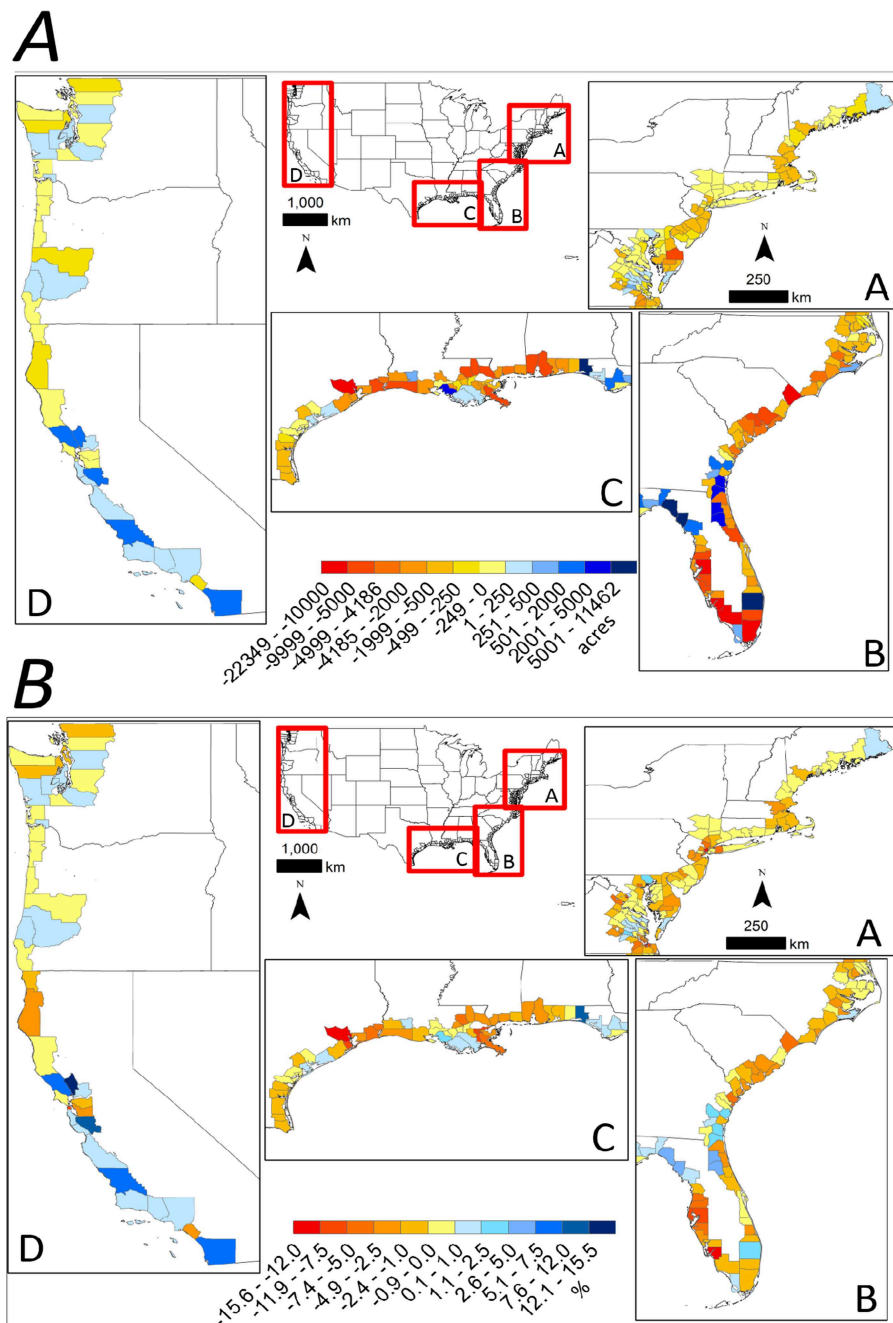 A
D
A
B
C
D
1,000
km
N
N
250
km
A
C
B
-22349 - -10000
-9999 - -5000
-4999 - -4186
-4185 - -2000
-1999 - -500
-499 - -250
-249 - 0
1 - 250
251 - 500
501 - 2000
2001 - 5000
5001 - 11462
acres
B
D
A
B
C
D
1,000
km
N
N
250
km
A
C
B
-15.6 - -12.0
-11.9 - -7.5
-7.4 - -5.0
-4.9 - -2.5
-2.4 - -1.0
-0.9 - 0.0
0.1 - 1.0
1.1 - 2.5
2.6 - 5.0
5.1 - 7.5
7.6 - 12.0
12.1 - 15.5
%